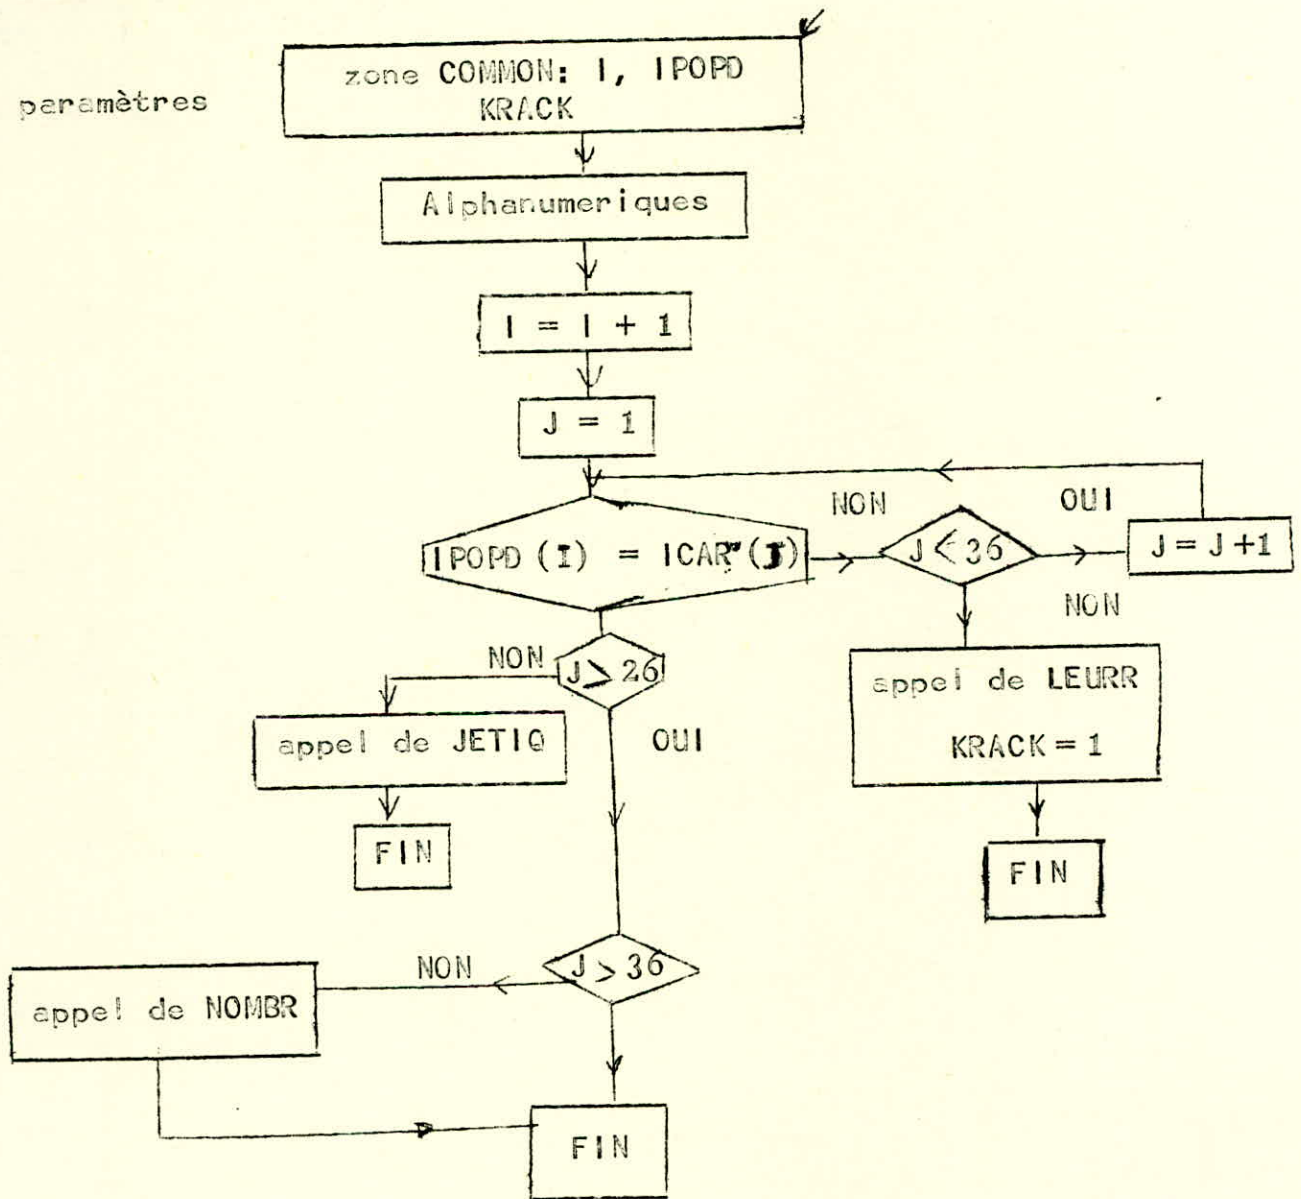 zone COMMON: I, IPOPD
paramètres
KRACK
Alphanumeriques
I = I + 1
J = 1
NON
OUI
IPOPD (I) = ICAR (J)
J < 36
J = J +1
NON
NON
J > 26
appel de LEURR
appel de JETIQ
OUI
KRACK = 1
FIN
FIN
NON
J > 36
appel de NOMBR
FIN